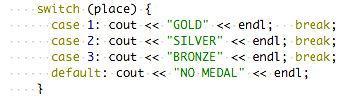 switch (place) {
case 1: cout << "GOLD" << endl; break;
case 2: cout << "SILVER" << endl; break;
case 3: cout << "BRONZE" << endl; break;
default: cout << "NO MEDAL" << endl;
}